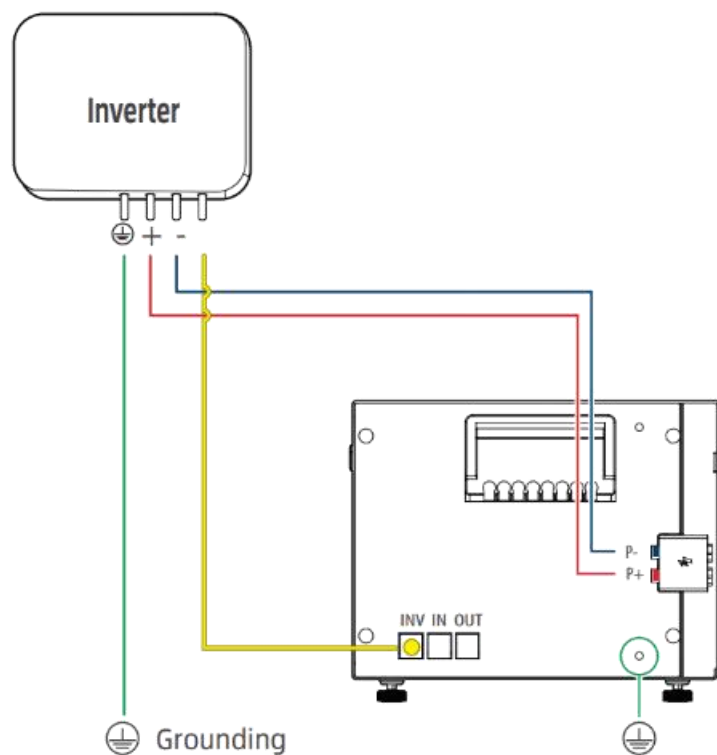 Inverter
+ -
P-
P+
INV IN OUT
Grounding